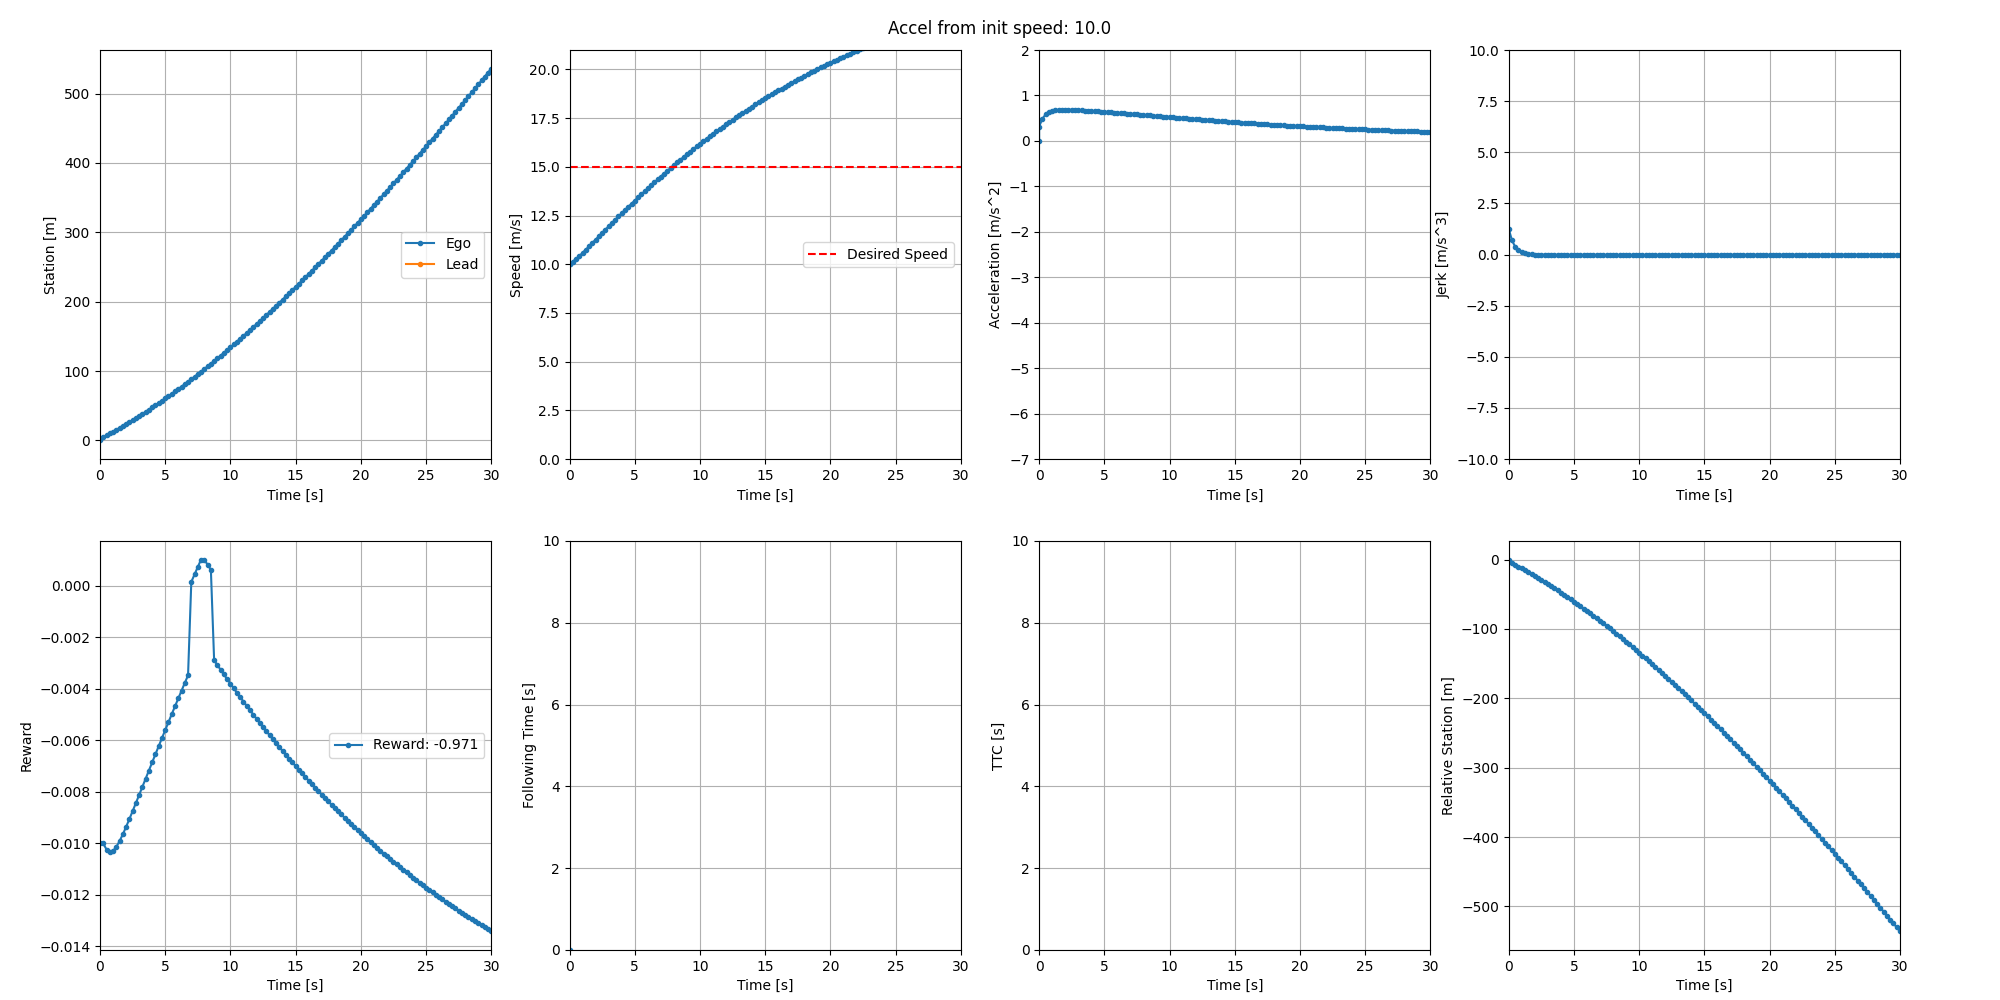 Accel from init speed: 10.0
Station [m]
500
400
300
200
100
0
Ego
Lead
0 5 10 15 20 25 30
Time [s]
Speed [m/s]
20.0
17.5
15.0
12.5
10.0
7.5
5.0
2.5
0.0
Desired Speed
0 5 10 15 20 25 30
Time [s]
Acceleration [m/s^2]
2
1
0
−1
−2
−3
−4
−5
−6
−7
0 5 10 15 20 25 30
Time [s]
Jerk [m/s^3]
10.0
7.5
5.0
2.5
0.0
−2.5
−5.0
−7.5
−10.0
0 5 10 15 20 25 30
Time [s]
Reward
0.000
−0.002
−0.004
−0.006
−0.008
−0.010
−0.012
−0.014
Reward: -0.971
0 5 10 15 20 25 30
Time [s]
Following Time [s]
10
8
6
4
2
0
0 5 10 15 20 25 30
Time [s]
TTC [s]
10
8
6
4
2
0
0 5 10 15 20 25 30
Time [s]
Relative Station [m]
0
−100
−200
−300
−400
−500
0 5 10 15 20 25 30
Time [s]